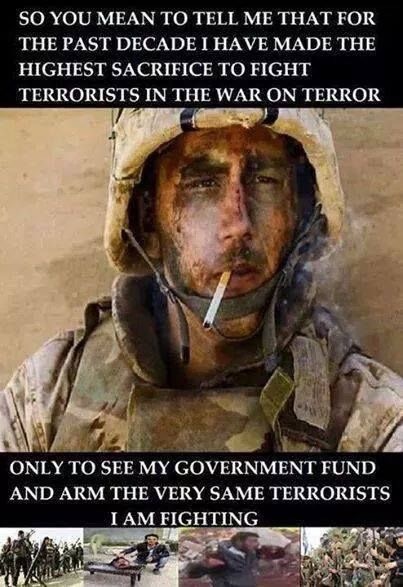 SO YOU MEAN TO TELL ME THAT FOR
THE PAST DECADE I HAVE MADE THE
HIGHEST SACRIFICE TO FIGHT
TERRORISTS IN THE WAR ON TERROR
ONLY TO SEE MY GOVERNMENT FUND
AND ARM THE VERY SAME TERRORISTS
I AM FIGHTING